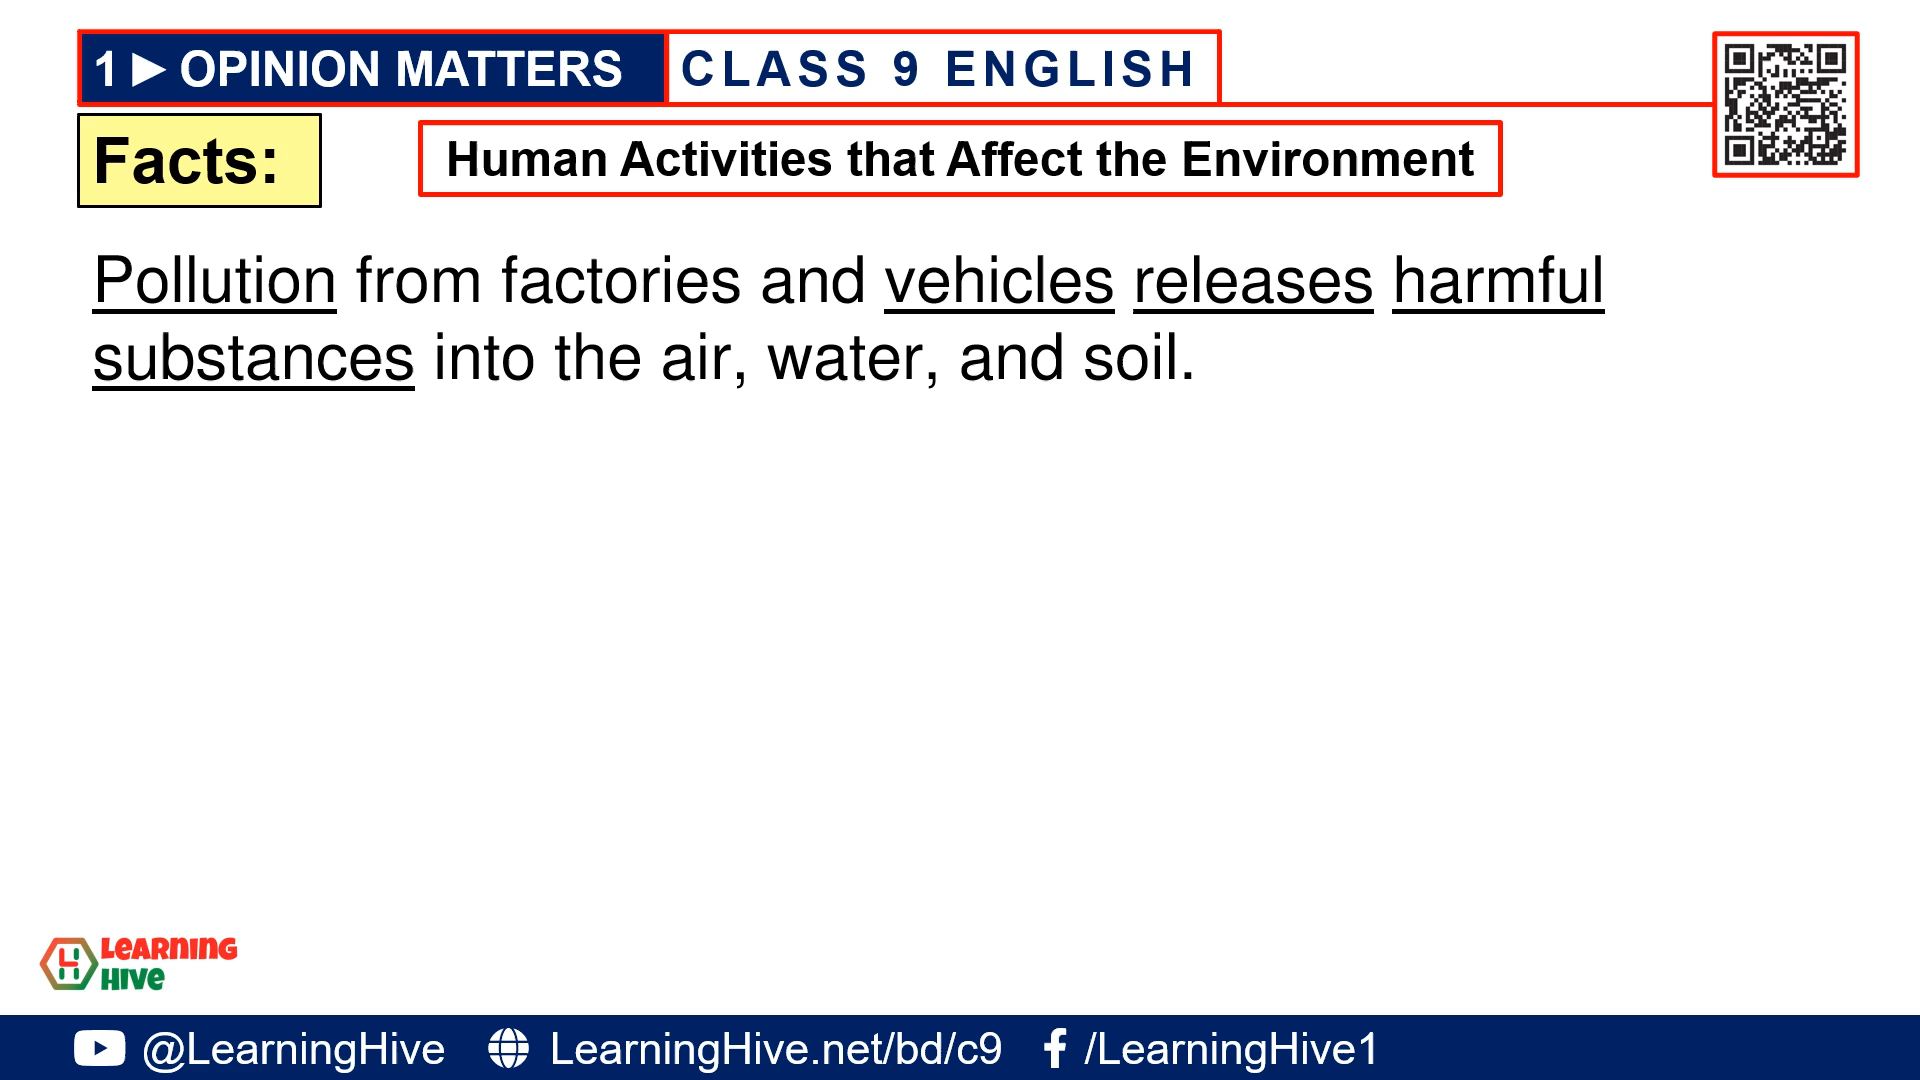 1 ► OPINION MATTERS CLASS 9 ENGLISH
Facts: Human Activities that Affect the Environment
Pollution from factories and vehicles releases harmful
substances into the air, water, and soil.
LEARNING
HIVE
@LearningHive LearningHive.net/bd/c9 /LearningHive1